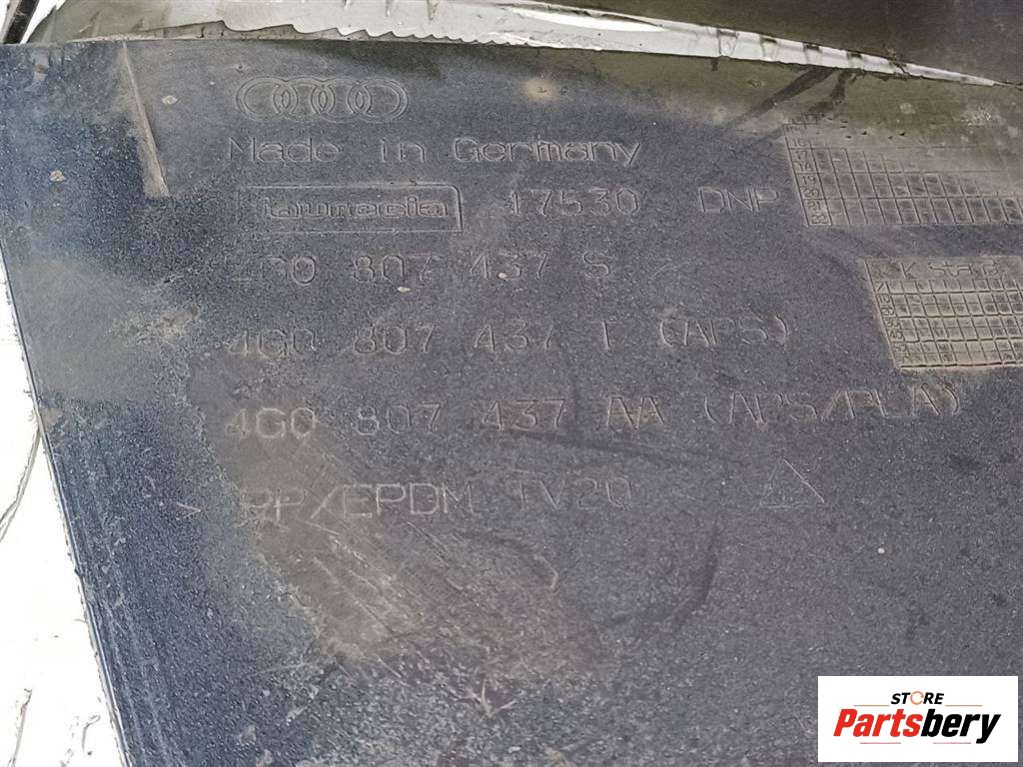 Made in Germany
17530 DNP
4G0 807 437 S
4G0 807 437 T (APS)
4G0 807 437 AA (APS/PLA)
PP/EPDM TV20
STORE
Partsbery